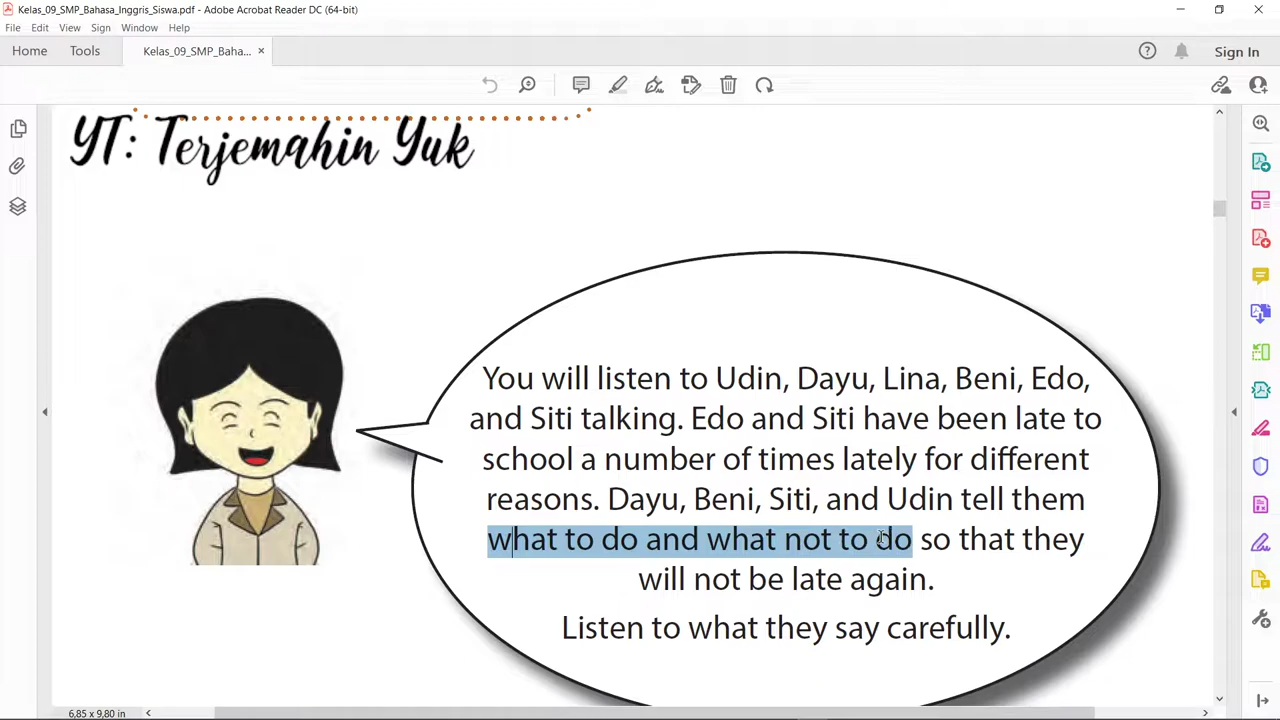 Kelas_09_SMP_Bahasa_Inggris_Siswa.pdf - Adobe Acrobat Reader DC (64-bit)
File Edit View Sign Window Help
Home Tools Kelas_09_SMP_Baha...
Sign In
YT: Terjemahin Yuk
You will listen to Udin, Dayu, Lina, Beni, Edo,
and Siti talking. Edo and Siti have been late to
school a number of times lately for different
reasons. Dayu, Beni, Siti, and Udin tell them
what to do and what not to do so that they
will not be late again.
Listen to what they say carefully.
6,85 x 9,80 in